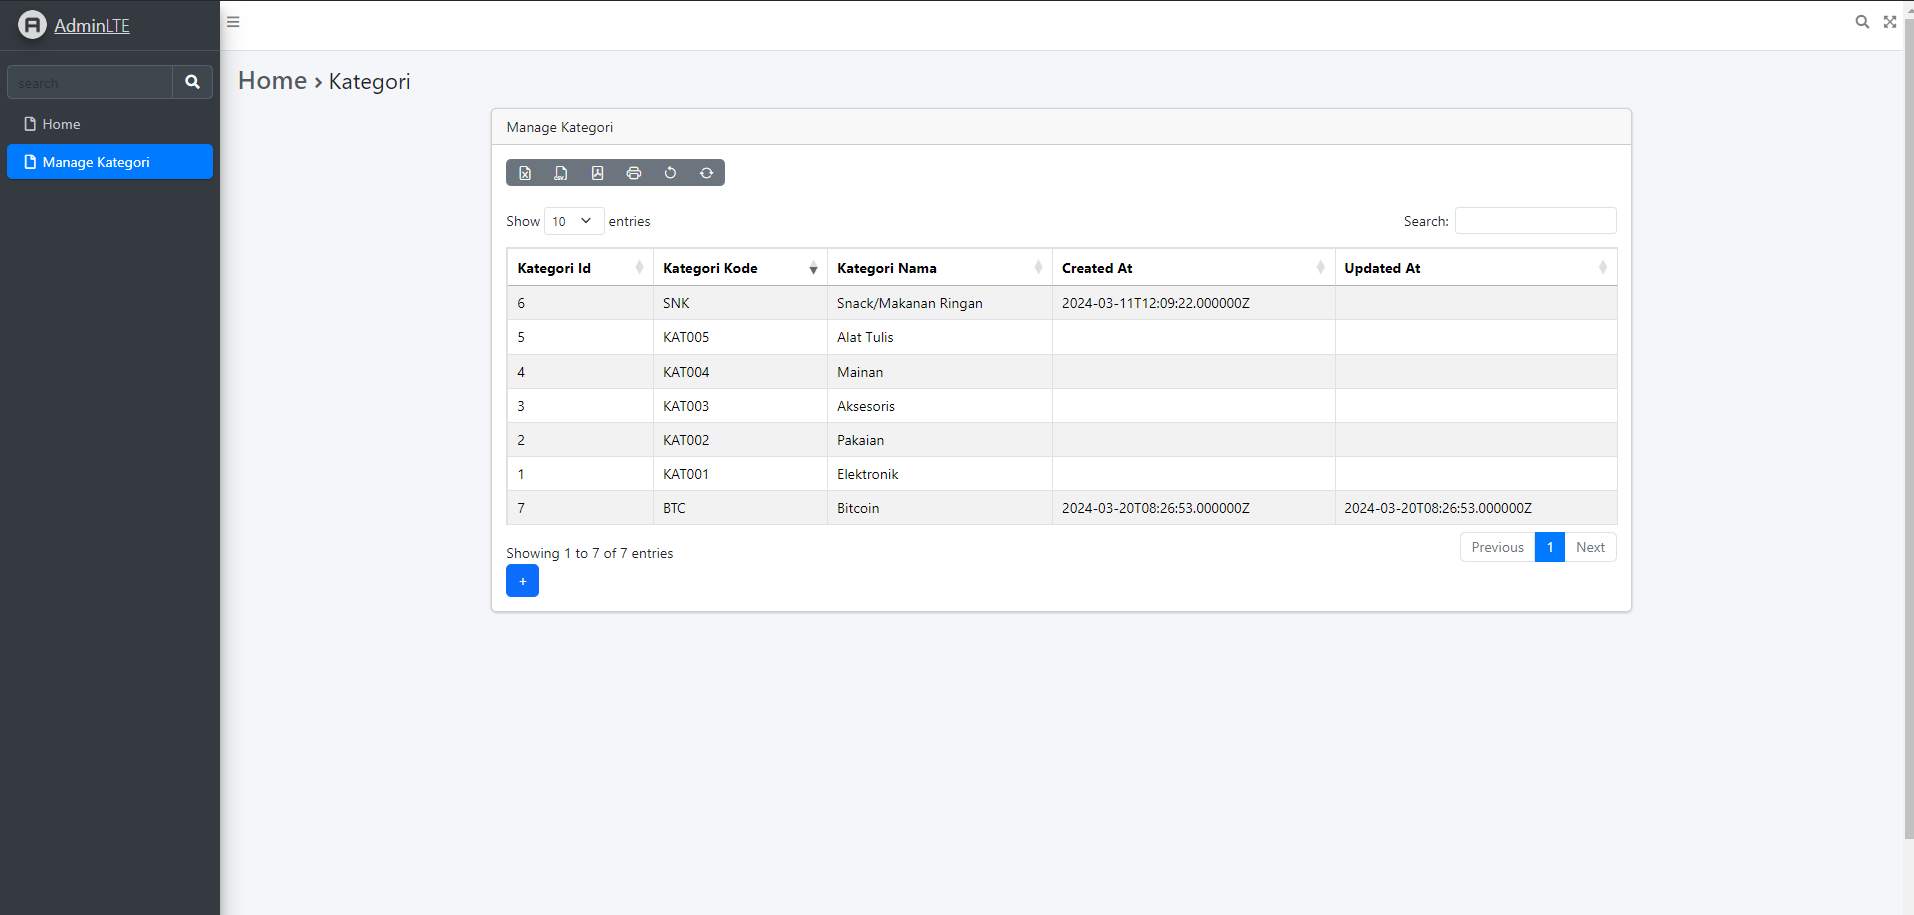 AdminLTE
search
Home
Manage Kategori
Home › Kategori
Manage Kategori
Show 10 entries Search:
Kategori Id Kategori Kode Kategori Nama Created At Updated At
6 SNK Snack/Makanan Ringan 2024-03-11T12:09:22.000000Z
5 KAT005 Alat Tulis
4 KAT004 Mainan
3 KAT003 Aksesoris
2 KAT002 Pakaian
1 KAT001 Elektronik
7 BTC Bitcoin 2024-03-20T08:26:53.000000Z 2024-03-20T08:26:53.000000Z
Showing 1 to 7 of 7 entries Previous 1 Next
+